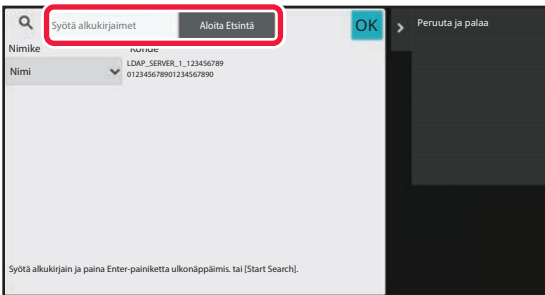 Syötä alkukirjaimet Aloita Etsintä OK Peruuta ja palaa
Nimike Kohde
Nimi LDAP_SERVER_1_123456789
012345678901234567890
Syötä alkukirjain ja paina Enter-painiketta ulkonäppäimis. tai [Start Search].